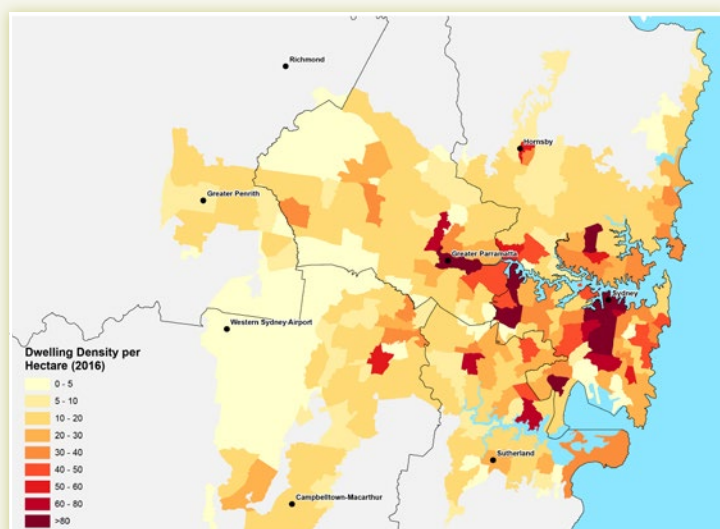 Richmond
Hornsby
Greater Penrith
Greater Parramatta
Sydney
Western Sydney Airport
Dwelling Density per
Hectare (2016)
0 - 5
5 - 10
10 - 20
20 - 30
30 - 40
40 - 50
50 - 60
60 - 80
>80
Sutherland
Campbelltown-Macarthur